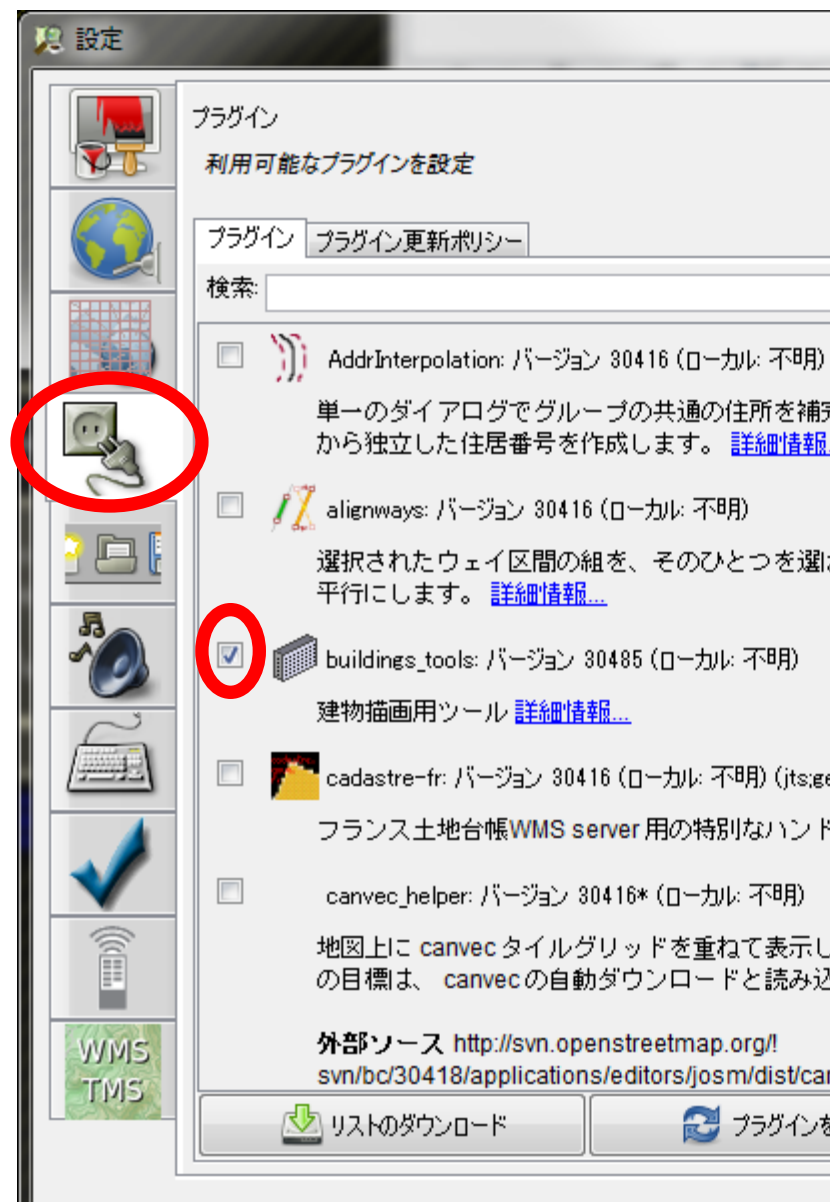 設定
プラグイン
利用可能なプラグインを設定
プラグイン プラグイン更新ポリシー
検索:
AddrInterpolation: バージョン 30416 (ローカル: 不明)
単一のダイアログでグループの共通の住所を補完
から独立した住居番号を作成します。 詳細情報...
alignways: バージョン 30416 (ローカル: 不明)
選択されたウェイ区間の組を、そのひとつを選
平行にします。 詳細情報...
buildings_tools: バージョン 30485 (ローカル: 不明)
建物描画用ツール 詳細情報...
cadastre-fr: バージョン 30416 (ローカル: 不明) (jts;ge
フランス土地台帳WMS server 用の特別なハンド
canvec_helper: バージョン 30416* (ローカル: 不明)
地図上に canvec タイルグリッドを重ねて表示し
の目標は、 canvec の自動ダウンロードと読み込
外部ソース http://svn.openstreetmap.org/!
svn/bc/30418/applications/editors/josm/dist/can
WMS
TMS
リストのダウンロード プラグインを